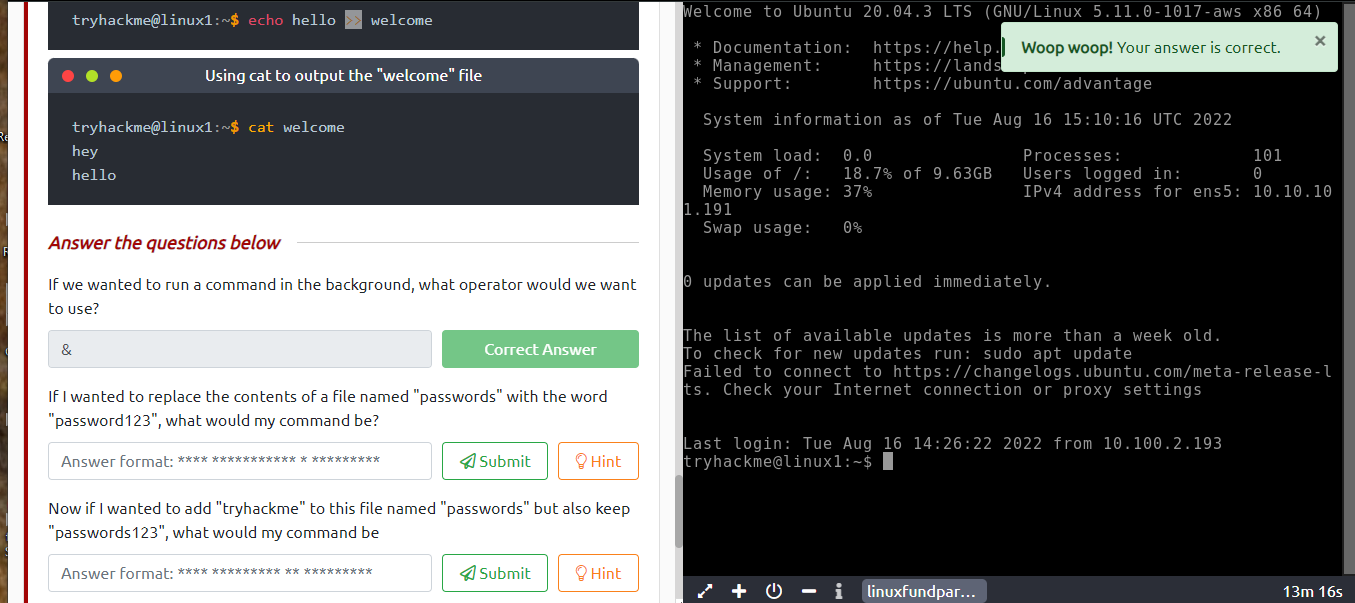 tryhackme@linux1:~$ echo hello >> welcome
Using cat to output the "welcome" file
tryhackme@linux1:~$ cat welcome
hey
hello
Answer the questions below
If we wanted to run a command in the background, what operator would we want
to use?
&
Correct Answer
If I wanted to replace the contents of a file named "passwords" with the word
"password123", what would my command be?
Answer format: **** *********** * *********
Submit
Hint
Now if I wanted to add "tryhackme" to this file named "passwords" but also keep
"passwords123", what would my command be
Answer format: **** ********* ** *********
Submit
Hint
Welcome to Ubuntu 20.04.3 LTS (GNU/Linux 5.11.0-1017-aws x86 64)
Woop woop! Your answer is correct. ×
* Documentation: https://help.
* Management: https://lands
* Support: https://ubuntu.com/advantage
System information as of Tue Aug 16 15:10:16 UTC 2022
System load: 0.0 Processes: 101
Usage of /: 18.7% of 9.63GB Users logged in: 0
Memory usage: 37% IPv4 address for ens5: 10.10.10
1.191
Swap usage: 0%
0 updates can be applied immediately.
The list of available updates is more than a week old.
To check for new updates run: sudo apt update
Failed to connect to https://changelogs.ubuntu.com/meta-release-l
ts. Check your Internet connection or proxy settings
Last login: Tue Aug 16 14:26:22 2022 from 10.100.2.193
tryhackme@linux1:~$
linuxfundpar...
13m 16s